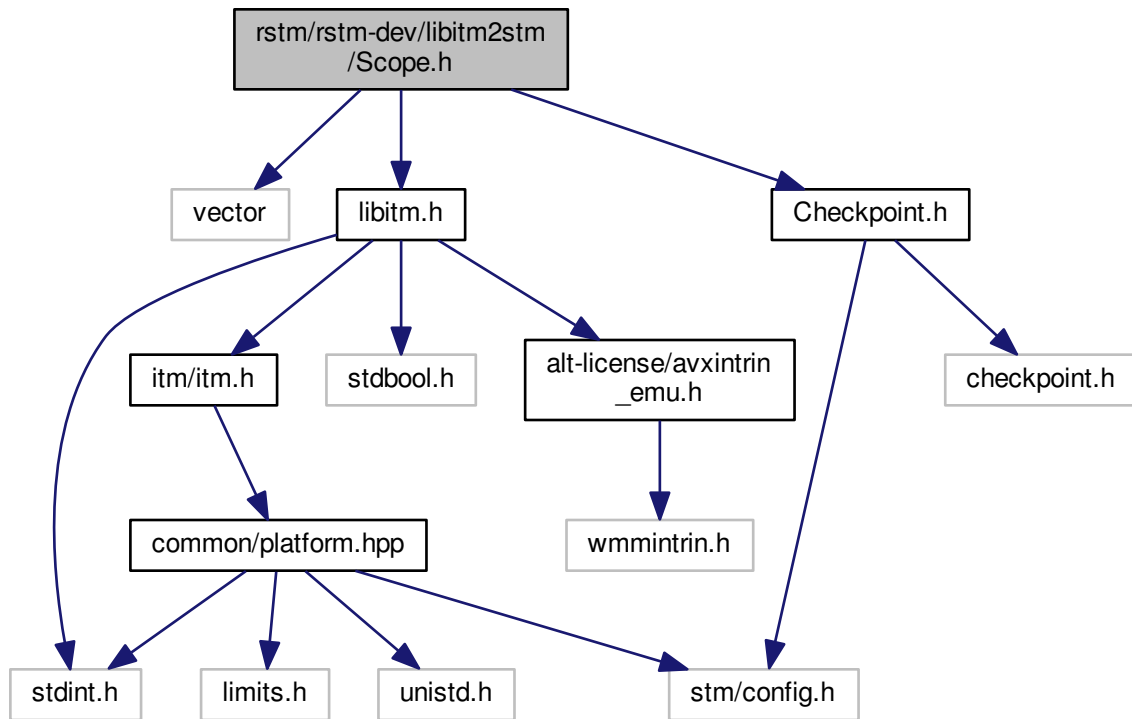 rstm/rstm-dev/libitm2stm
/Scope.h
vector
libitm.h
Checkpoint.h
itm/itm.h
stdbool.h
alt-license/avxintrin
_emu.h
checkpoint.h
common/platform.hpp
wmmintrin.h
stdint.h
limits.h
unistd.h
stm/config.h